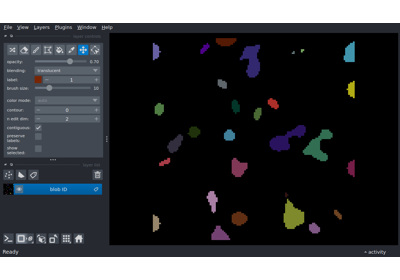 File View Layers Plugins Window Help
opacity: 0.70
blending: translucent
label: 1
brush size: 10
color mode:
contour: 0
n edit dim: 2
contiguous:
preserve labels:
show selected:
blob ID
Ready
activity